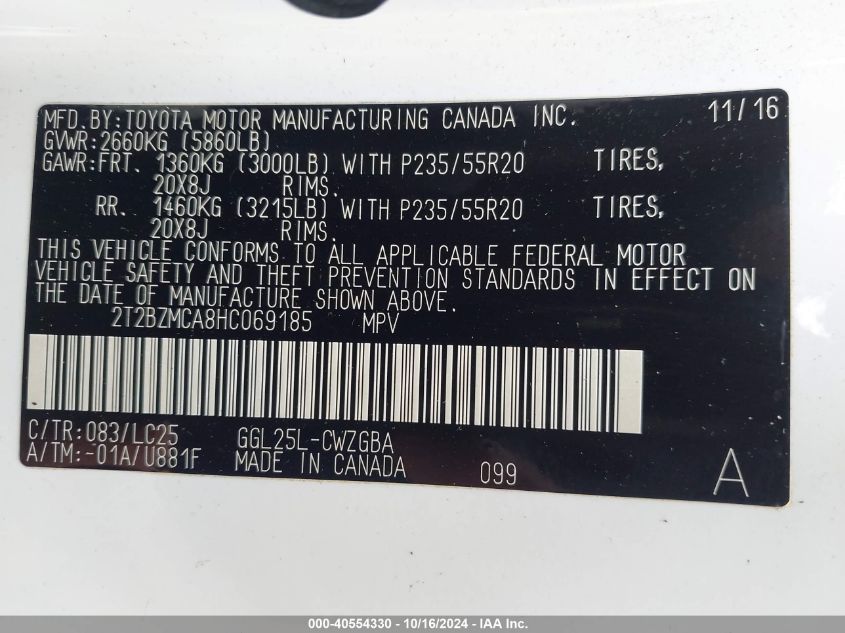 MFD.BY:TOYOTA MOTOR MANUFACTURING CANADA INC. 11/16
GVWR:2660KG (5860LB)
GAWR:FRT. 1360KG (3000LB) WITH P235/55R20 TIRES,
20X8J RIMS.
RR. 1460KG (3215LB) WITH P235/55R20 TIRES,
20X8J RIMS.
THIS VEHICLE CONFORMS TO ALL APPLICABLE FEDERAL MOTOR
VEHICLE SAFETY AND THEFT PREVENTION STANDARDS IN EFFECT ON
THE DATE OF MANUFACTURE SHOWN ABOVE.
2T2BZMCA8HC069185 MPV
C/TR:083/LC25 GGL25L-CWZGBA
A/TM:-01A/U881F MADE IN CANADA 099 A
000-40554330 - 10/16/2024 - IAA Inc.